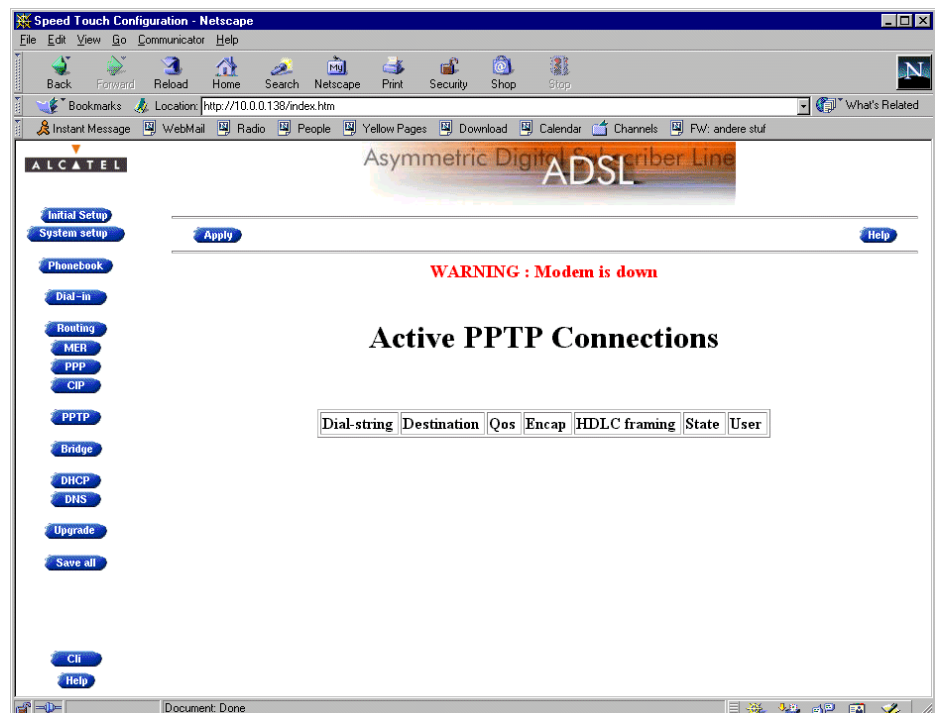 Speed Touch Configuration - Netscape
File Edit View Go Communicator Help
Back Forward Reload Home Search Netscape Print Security Shop Stop
My
N
Bookmarks Location: http://10.0.0.138/index.htm What's Related
Instant Message WebMail Radio People Yellow Pages Download Calendar Channels FW: andere stuf
ALCATEL
Asymmetric Digital Subscriber Line
ADSL
Initial Setup
System setup
Apply
Help
Phonebook
WARNING : Modem is down
Dial-in
Routing
Active PPTP Connections
MER
PPP
CIP
PPTP
Dial-string Destination Qos Encap HDLC framing State User
Bridge
DHCP
DNS
Upgrade
Save all
Cli
Help
Document: Done